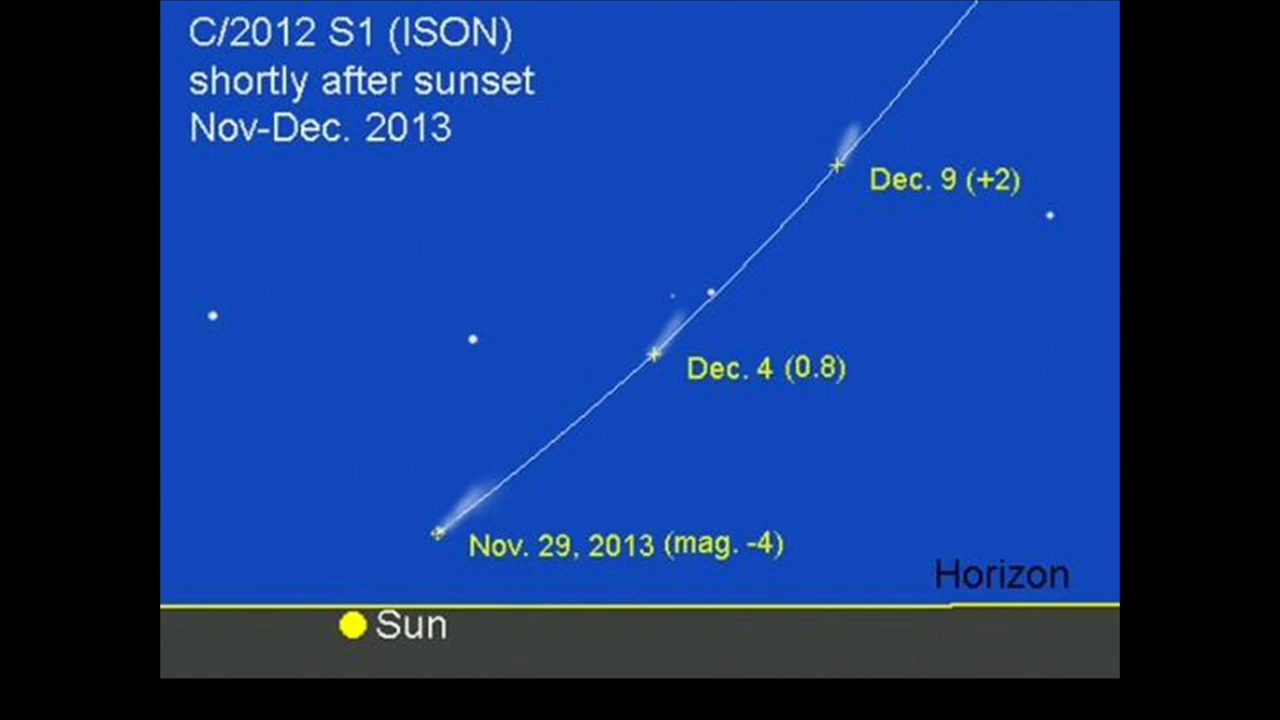 C/2012 S1 (ISON)
shortly after sunset
Nov-Dec. 2013
Dec. 9 (+2)
Dec. 4 (0.8)
Nov. 29, 2013 (mag. -4)
Horizon
Sun